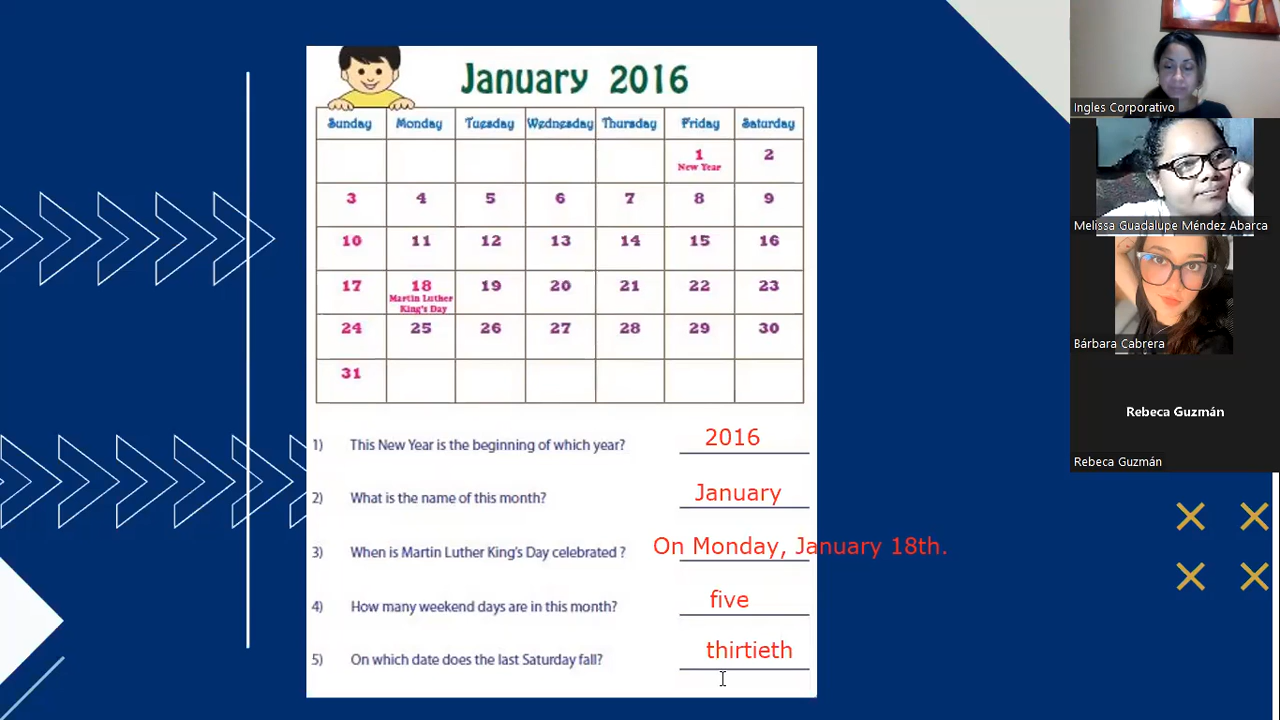 January 2016
Sunday Monday Tuesday Wednesday Thursday Friday Saturday
1 2
New Year
3 4 5 6 7 8 9
10 11 12 13 14 15 16
17 18 19 20 21 22 23
Martin Luther
King's Day
24 25 26 27 28 29 30
31
1) This New Year is the beginning of which year? 2016
2) What is the name of this month? January
3) When is Martin Luther King's Day celebrated ? On Monday, January 18th.
4) How many weekend days are in this month? five
5) On which date does the last Saturday fall? thirtieth
Ingles Corporativo
Melissa Guadalupe Méndez Abarca
Bárbara Cabrera
Rebeca Guzmán
Rebeca Guzmán